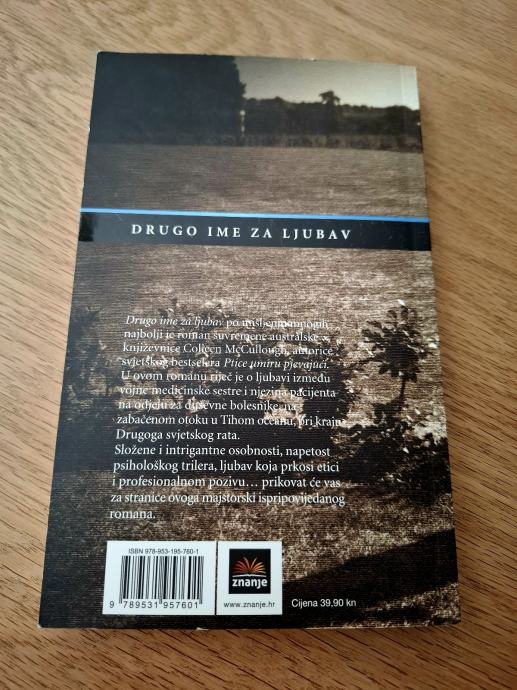 DRUGO IME ZA LJUBAV
Drugo ime za ljubav po mišljenju mnogih
najbolji je roman suvremene australske
književnice Colleen McCullough, autorice
svjetskog bestselera Ptice umiru pjevajući.
U ovom romanu riječ je o ljubavi između
vojne medicinske sestre i njezina pacijenta
na odjelu za duševne bolesnike, na
zabačenom otoku u Tihom oceanu, pri kraju
Drugoga svjetskog rata.
Složene i intrigantne osobnosti, napetost
psihološkog trilera, ljubav koja prkosi etici
i profesionalnom pozivu... prikovat će vas
za stranice ovoga majstorski ispripovijedanog
romana.
ISBN 978-953-195-760-1
9 789531 957601
znanje
www.znanje.hr
Cijena 39,90 kn